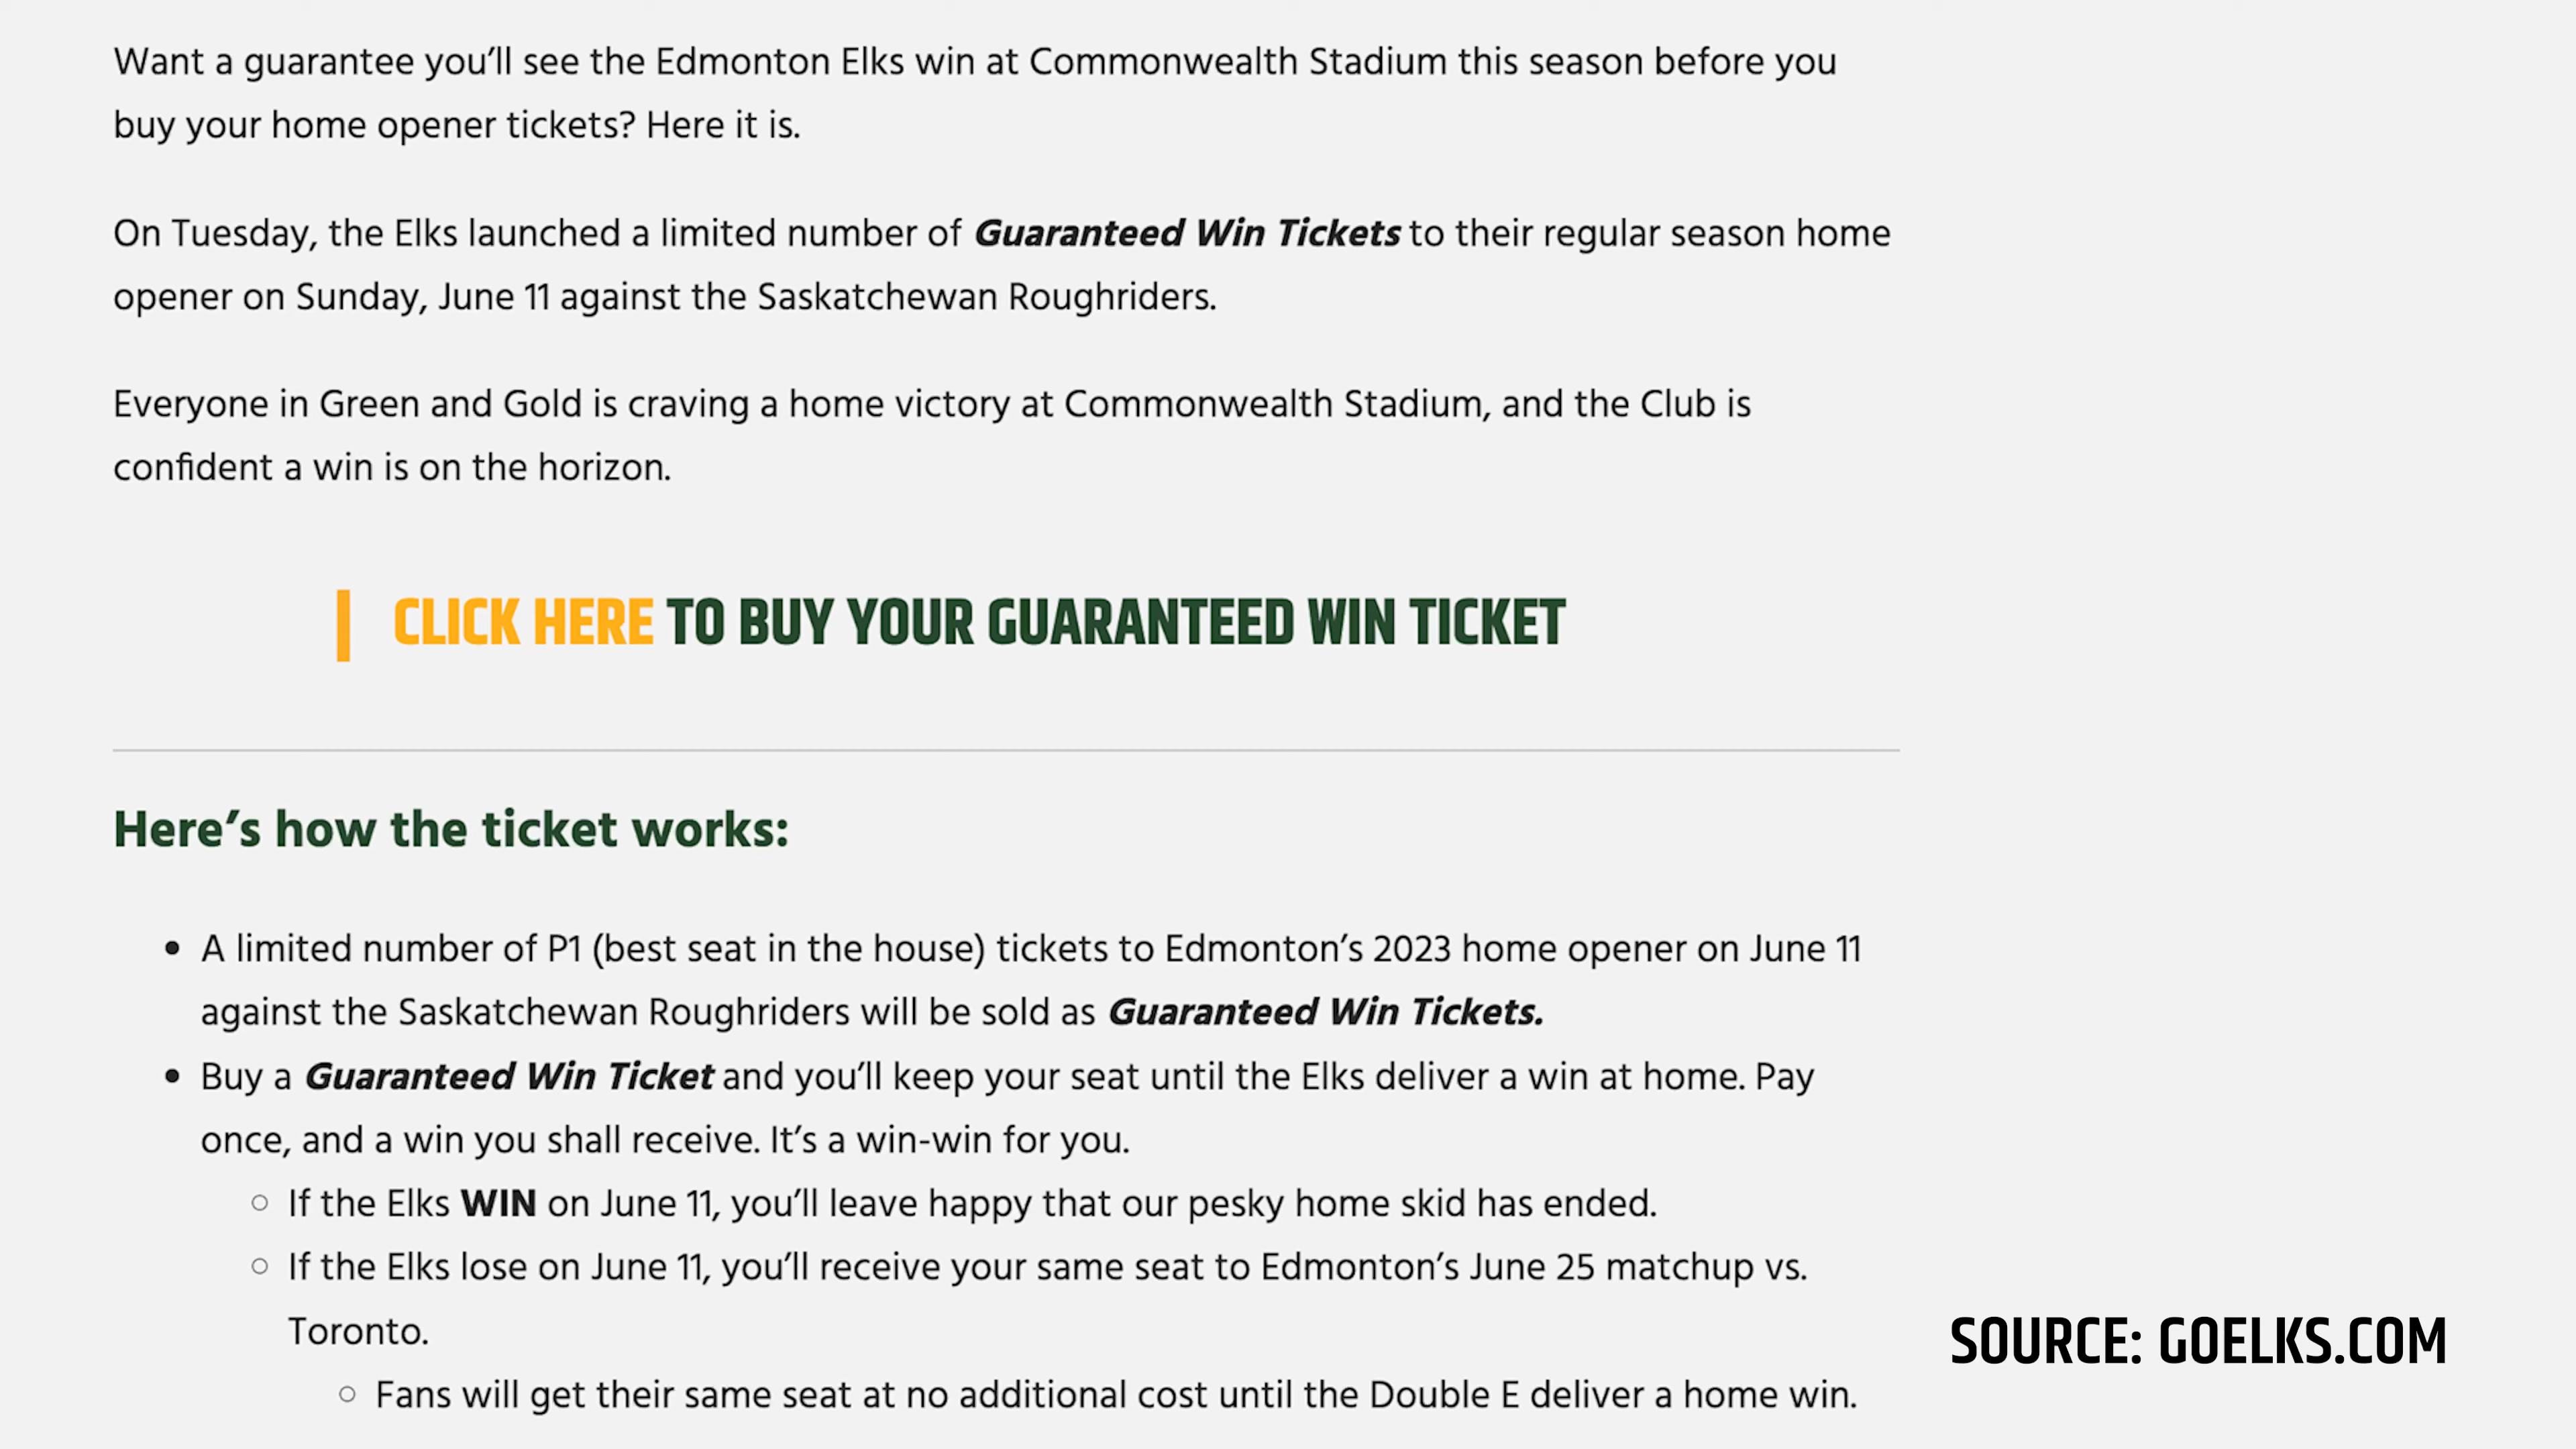 Want a guarantee you’ll see the Edmonton Elks win at Commonwealth Stadium this season before you
buy your home opener tickets? Here it is.
On Tuesday, the Elks launched a limited number of Guaranteed Win Tickets to their regular season home
opener on Sunday, June 11 against the Saskatchewan Roughriders.
Everyone in Green and Gold is craving a home victory at Commonwealth Stadium, and the Club is
confident a win is on the horizon.
CLICK HERE TO BUY YOUR GUARANTEED WIN TICKET
Here’s how the ticket works:
• A limited number of P1 (best seat in the house) tickets to Edmonton’s 2023 home opener on June 11
against the Saskatchewan Roughriders will be sold as Guaranteed Win Tickets.
• Buy a Guaranteed Win Ticket and you’ll keep your seat until the Elks deliver a win at home. Pay
once, and a win you shall receive. It’s a win-win for you.
○ If the Elks WIN on June 11, you’ll leave happy that our pesky home skid has ended.
○ If the Elks lose on June 11, you’ll receive your same seat to Edmonton’s June 25 matchup vs.
Toronto.
○ Fans will get their same seat at no additional cost until the Double E deliver a home win.
SOURCE: GOELKS.COM